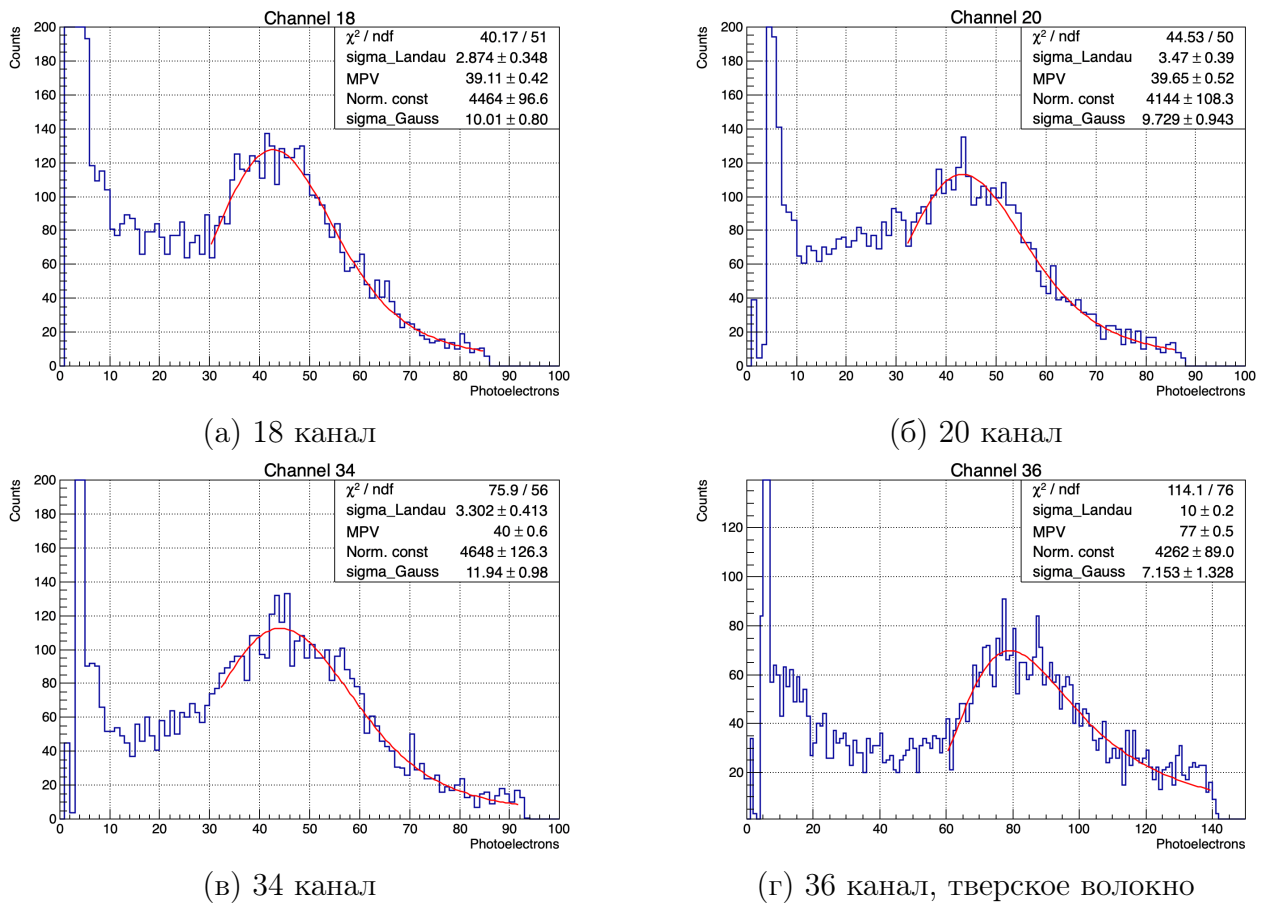 Channel 18
Counts
200
180
160
140
120
100
80
60
40
20
0
χ² / ndf 40.17 / 51
sigma_Landau 2.874 ± 0.348
MPV 39.11 ± 0.42
Norm. const 4464 ± 96.6
sigma_Gauss 10.01 ± 0.80
0 10 20 30 40 50 60 70 80 90 100
Photoelectrons
(а) 18 канал
Channel 20
Counts
200
180
160
140
120
100
80
60
40
20
0
χ² / ndf 44.53 / 50
sigma_Landau 3.47 ± 0.39
MPV 39.65 ± 0.52
Norm. const 4144 ± 108.3
sigma_Gauss 9.729 ± 0.943
0 10 20 30 40 50 60 70 80 90 100
Photoelectrons
(б) 20 канал
Channel 34
Counts
200
180
160
140
120
100
80
60
40
20
0
χ² / ndf 75.9 / 56
sigma_Landau 3.302 ± 0.413
MPV 40 ± 0.6
Norm. const 4648 ± 126.3
sigma_Gauss 11.94 ± 0.98
0 10 20 30 40 50 60 70 80 90 100
Photoelectrons
(в) 34 канал
Channel 36
Counts
120
100
80
60
40
20
χ² / ndf 114.1 / 76
sigma_Landau 10 ± 0.2
MPV 77 ± 0.5
Norm. const 4262 ± 89.0
sigma_Gauss 7.153 ± 1.328
0 20 40 60 80 100 120 140
Photoelectrons
(г) 36 канал, тверское волокно